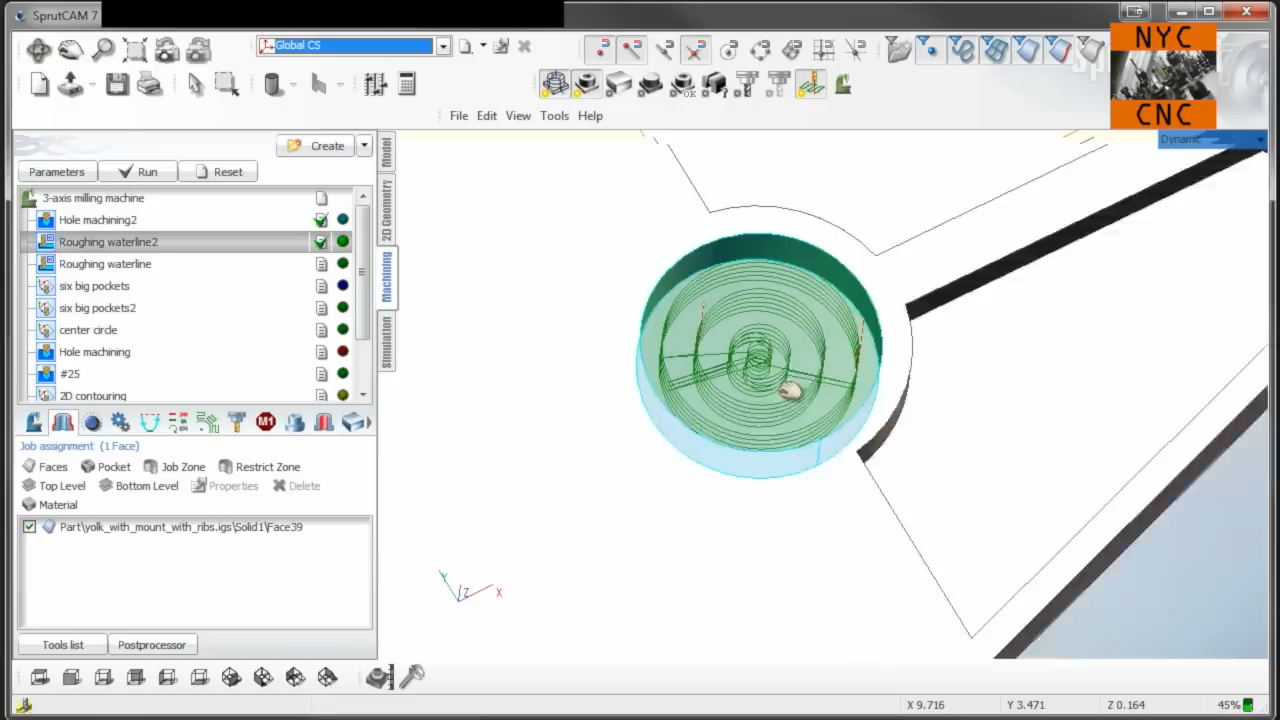 SprutCAM 7
Global CS
NYC
CNC
File Edit View Tools Help
Dynamic
Create
Parameters Run Reset
3-axis milling machine
Hole machining2
Roughing waterline2
Roughing waterline
six big pockets
six big pockets2
center circle
Hole machining
#25
2D contouring
Model
2D Geometry
Machining
Simulation
M1
OK
Job assignment (1 Face)
Faces Pocket Job Zone Restrict Zone
Top Level Bottom Level Properties Delete
Material
Part\yolk_with_mount_with_ribs.igs\Solid1\Face39
Y Z X
Tools list Postprocessor
X 9.716 Y 3.471 Z 0.164 45%